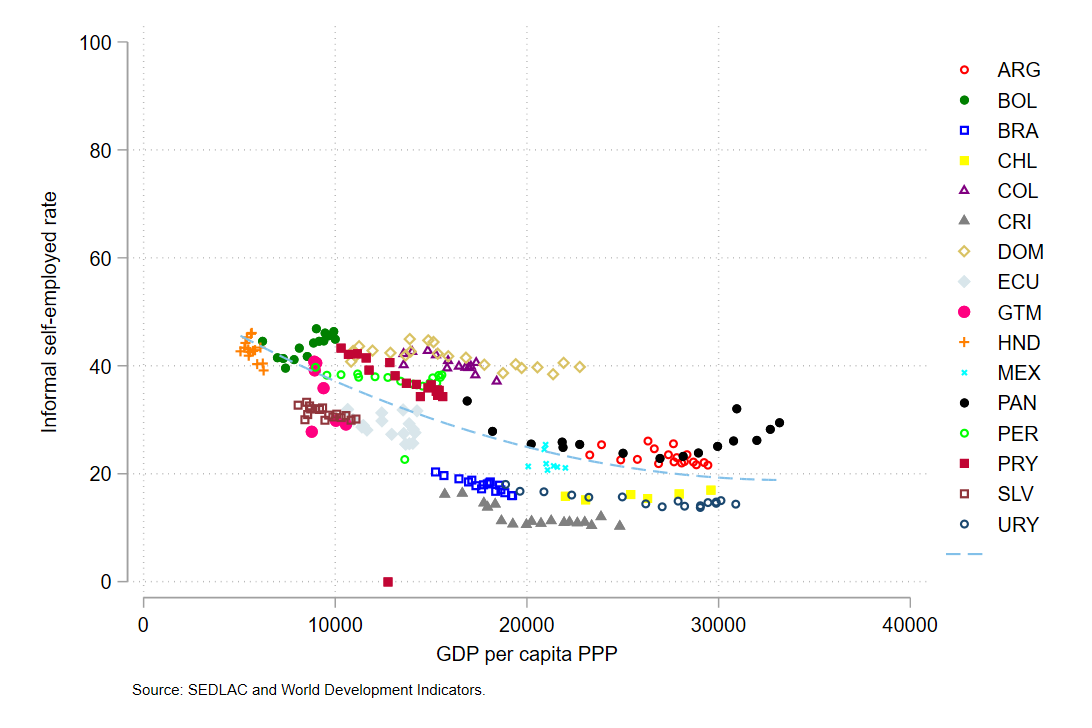 100
80
60
40
20
0
Informal self-employed rate
0 10000 20000 30000 40000
GDP per capita PPP
ARG
BOL
BRA
CHL
COL
CRI
DOM
ECU
GTM
HND
MEX
PAN
PER
PRY
SLV
URY
Source: SEDLAC and World Development Indicators.